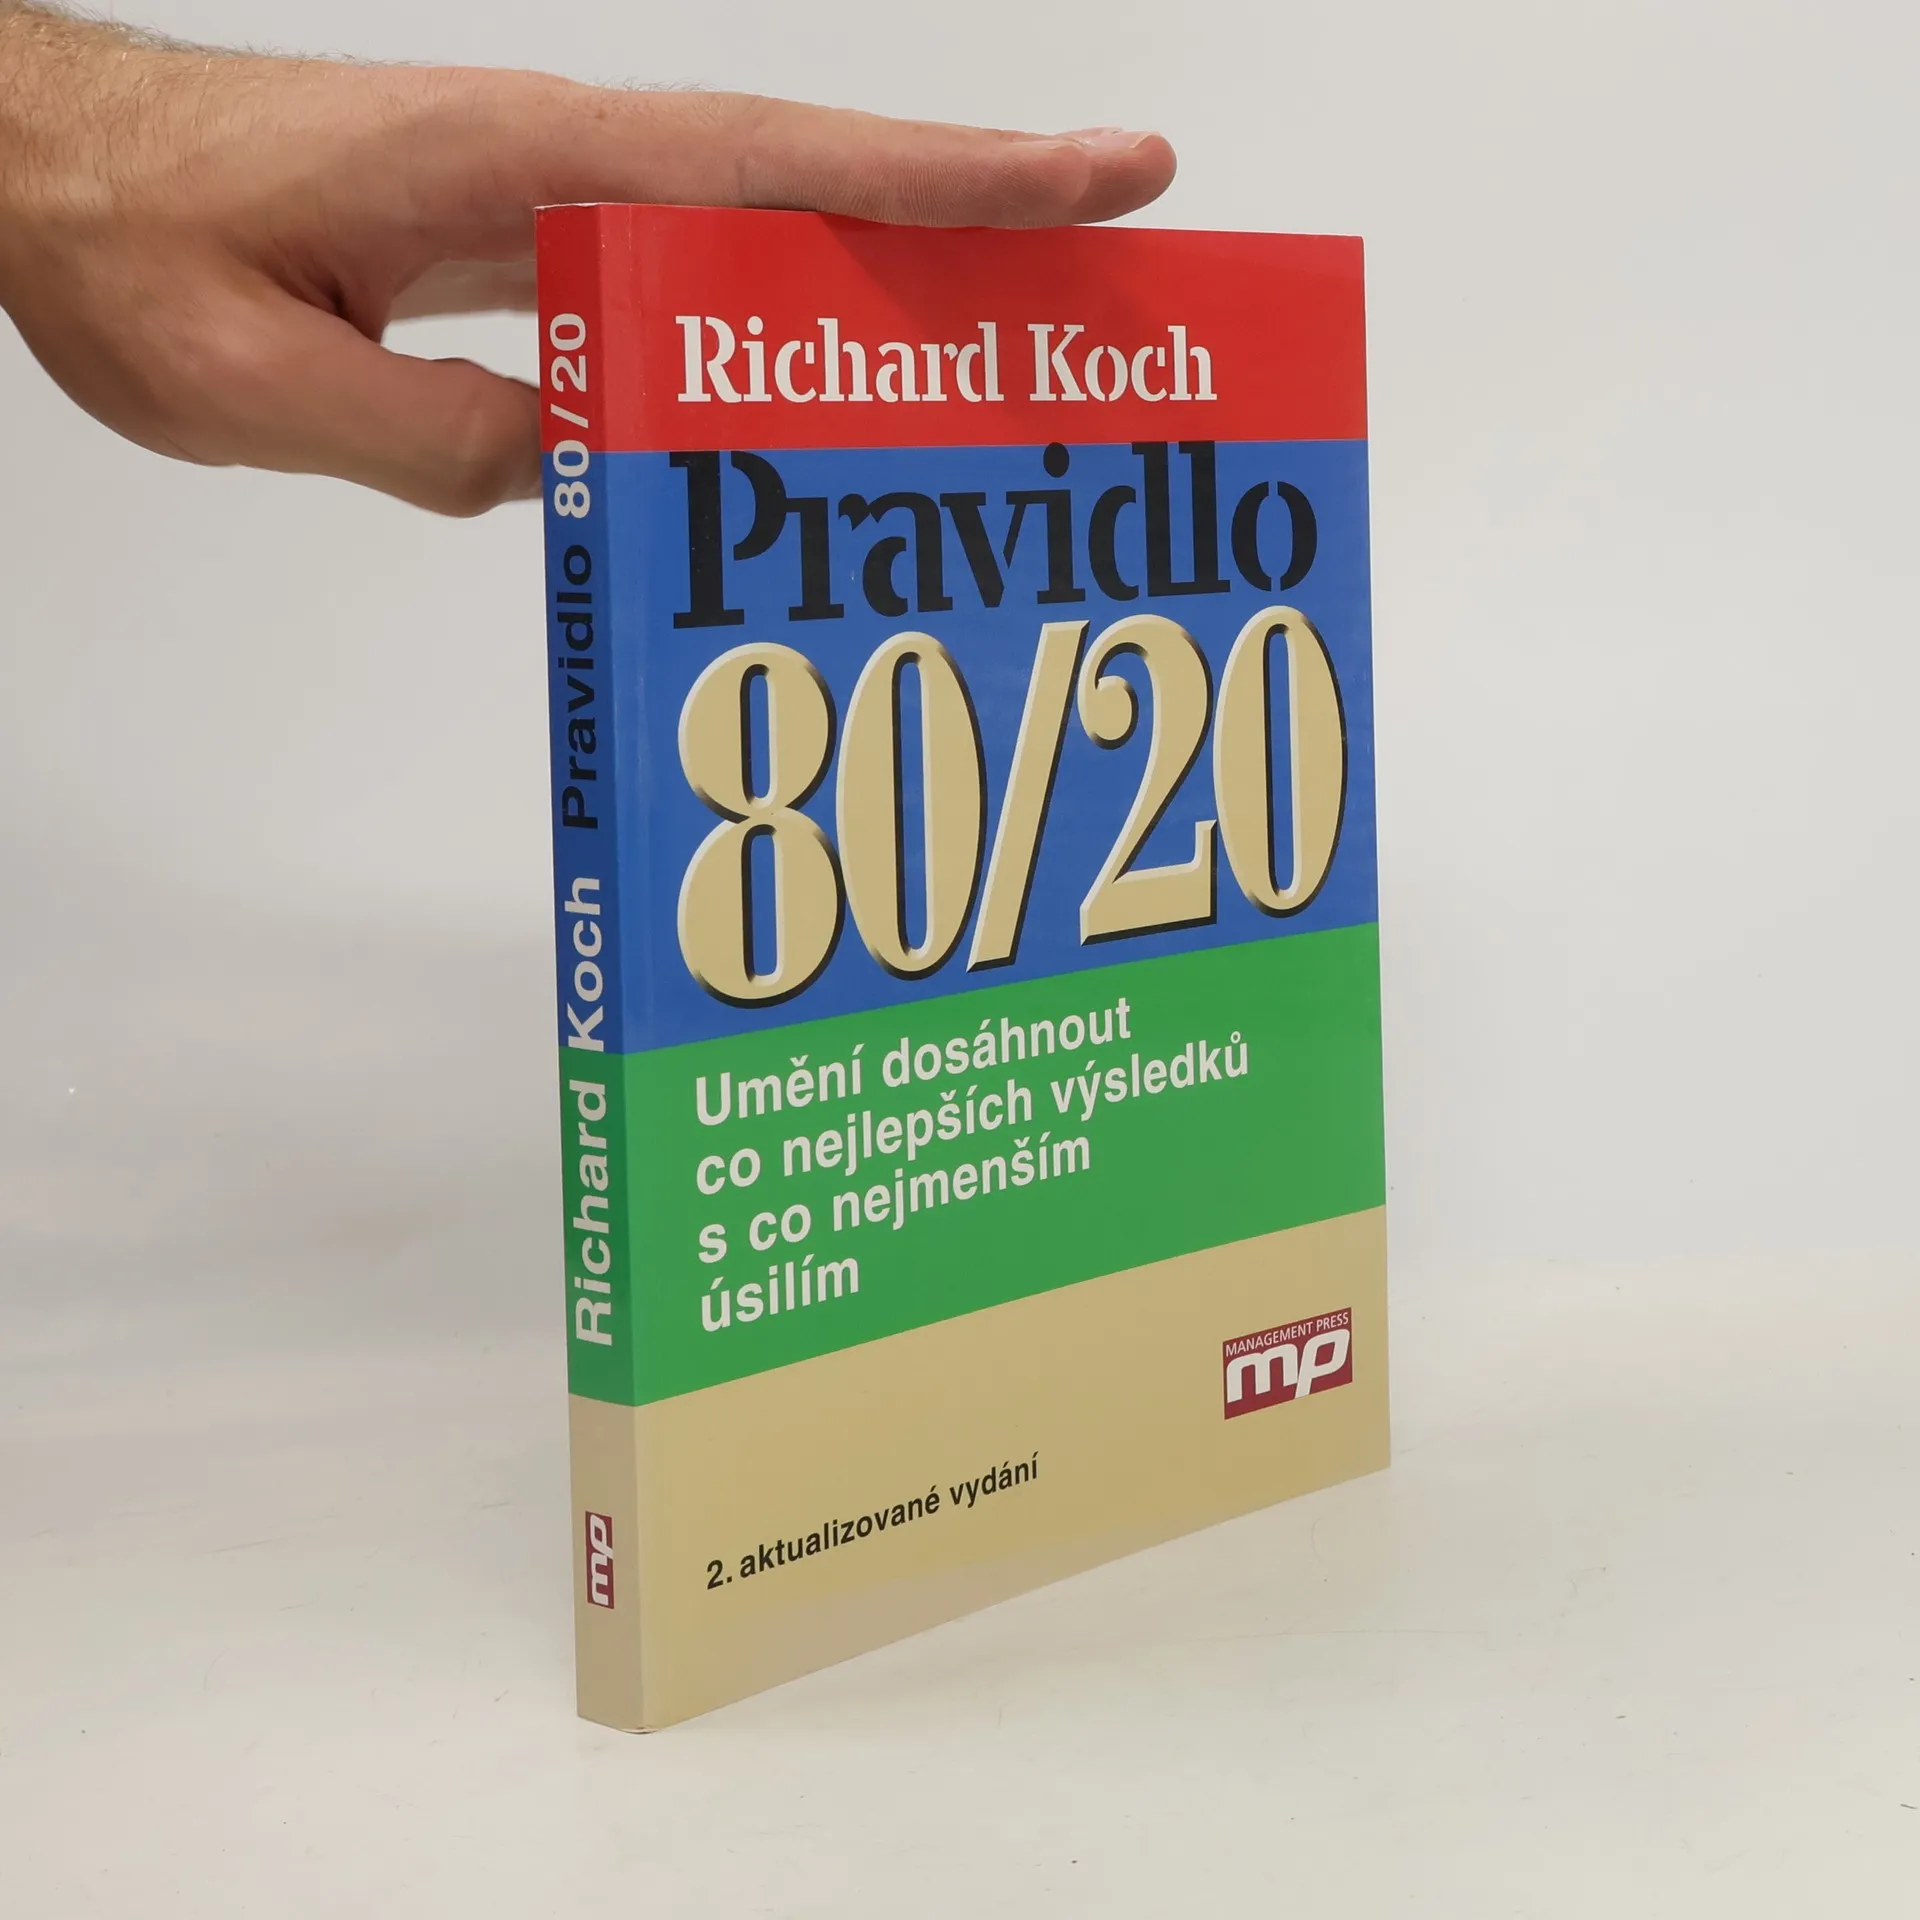 Richard Koch
Pravidlo
80/20
Umění dosáhnout
co nejlepších výsledků
s co nejmenším
úsilím
MANAGEMENT PRESS
mp
2. aktualizované vydání
Richard Koch Pravidlo 80/20
mp